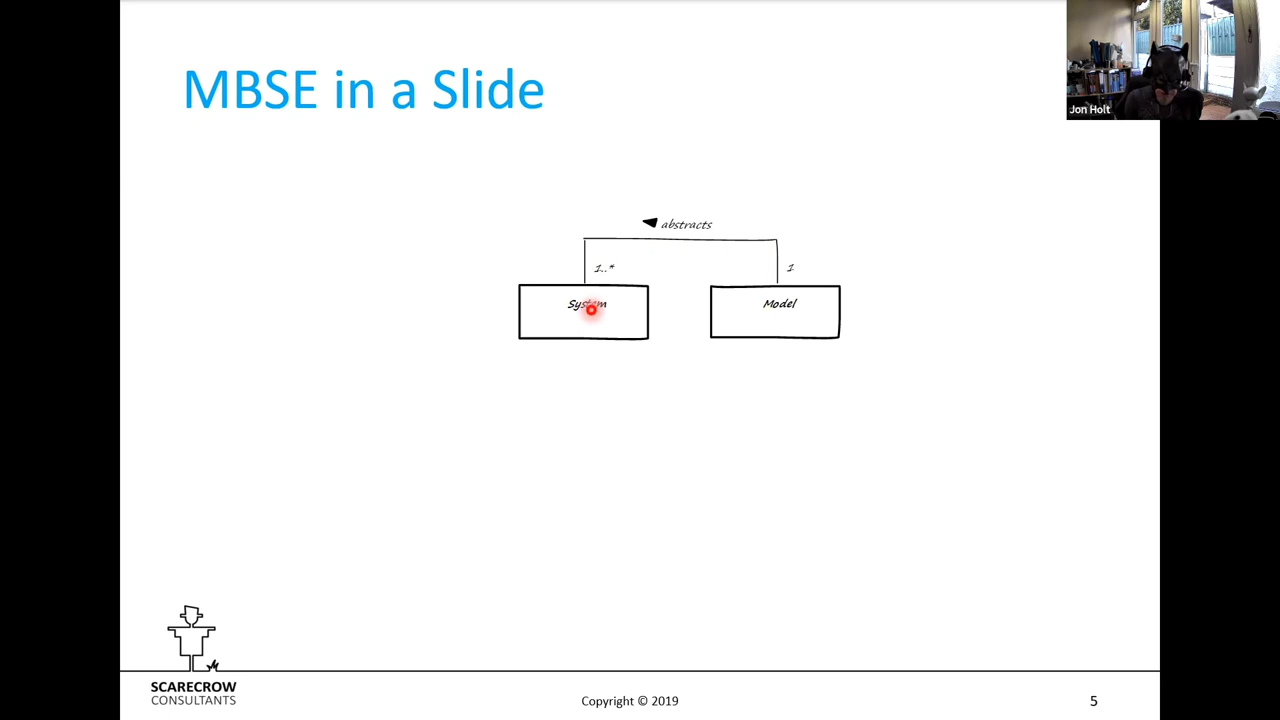 MBSE in a Slide
Jon Holt
abstracts
1..*
1
System
Model
SCARECROW
CONSULTANTS
Copyright © 2019
5